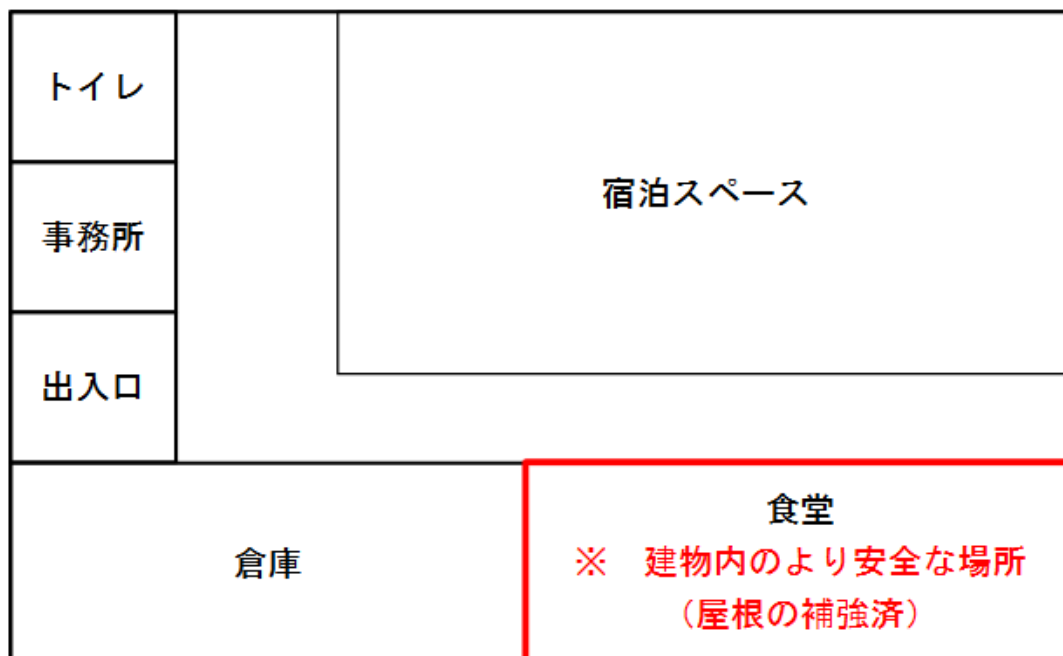 トイレ
宿泊スペース
事務所
出入口
倉庫
食堂
※　建物内のより安全な場所
（屋根の補強済）